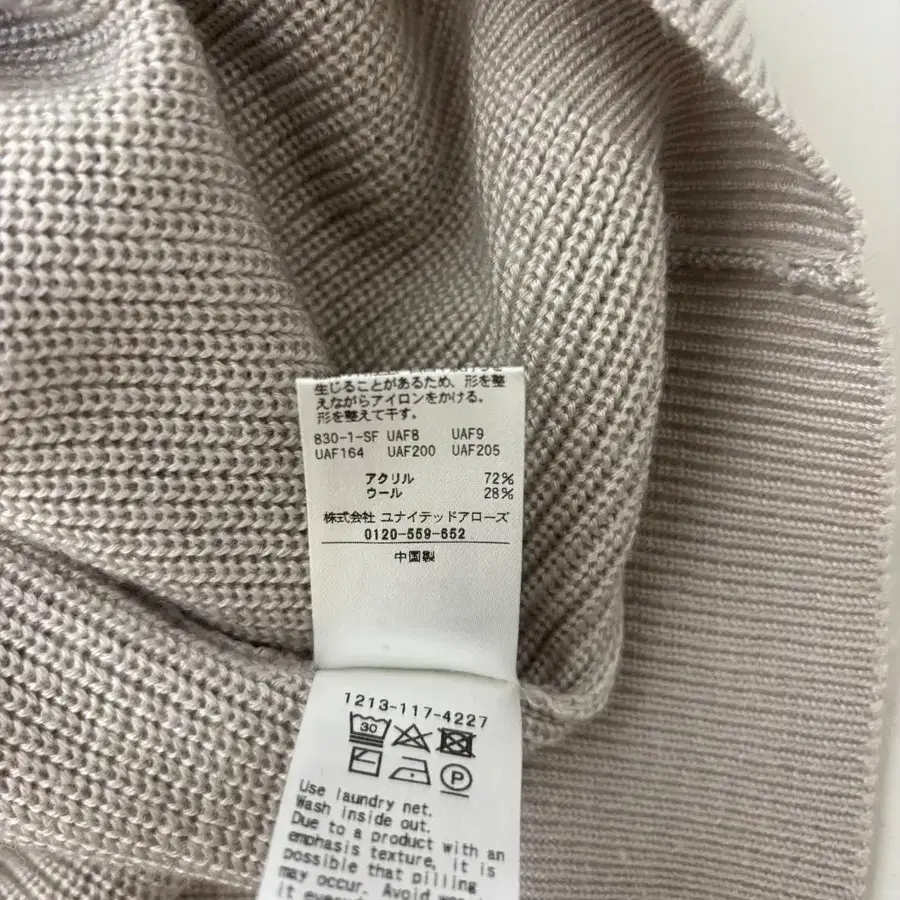 生じることがあるため、形を整
えながらアイロンをかける。
形を整えて干す。
830-1-SF UAF8 UAF9
UAF164 UAF200 UAF205
アクリル 72%
ウール 28%
株式会社 ユナイテッドアローズ
0120-559-652
中国製
1213-117-4227
30
P
Use laundry net.
Wash inside out.
Due to a product with an
emphasis texture, it is
possible that pilling
may occur. Avoid